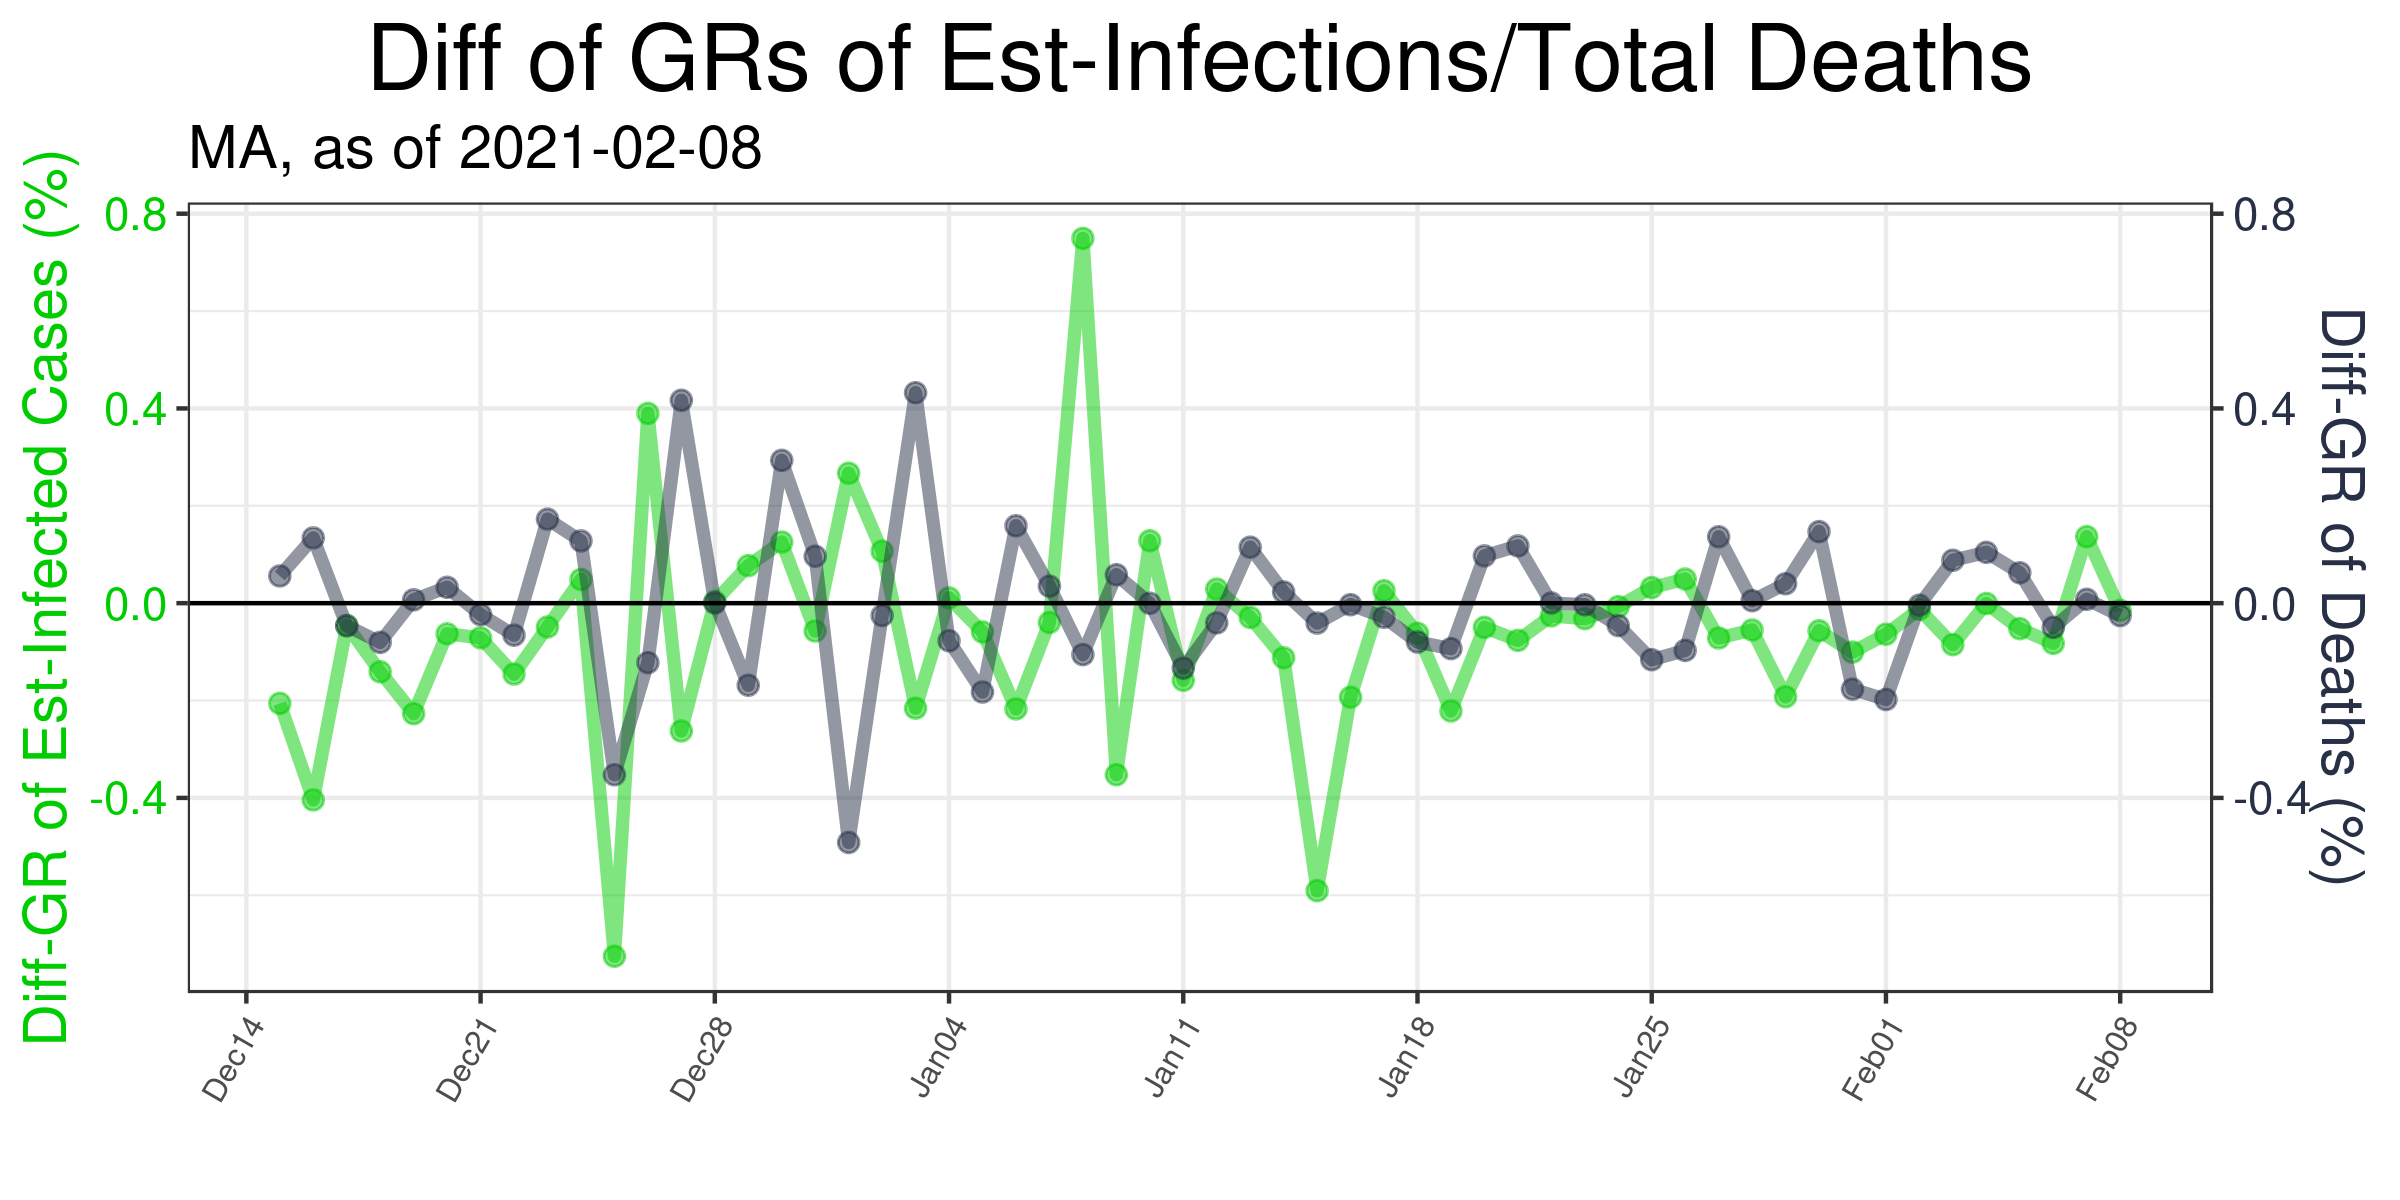 Diff of GRs of Est-Infections/Total Deaths
MA, as of 2021-02-08
Diff-GR of Est-Infected Cases (%)
0.8
0.4
0.0
-0.4
0.8
0.4
0.0
-0.4
Diff-GR of Deaths (%)
Dec14
Dec21
Dec28
Jan04
Jan11
Jan18
Jan25
Feb01
Feb08